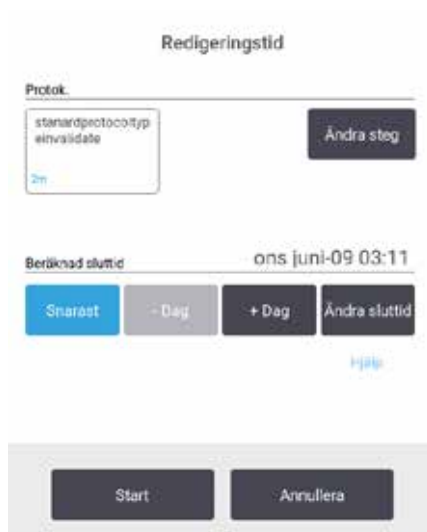 Redigeringstid
Protok.
stanardprotocoltyp
einvalidate
Ändra steg
2m
Beräknad sluttid
ons juni-09 03:11
Snarast
- Dag
+ Dag
Ändra sluttid
Hjälp
Start
Annullera